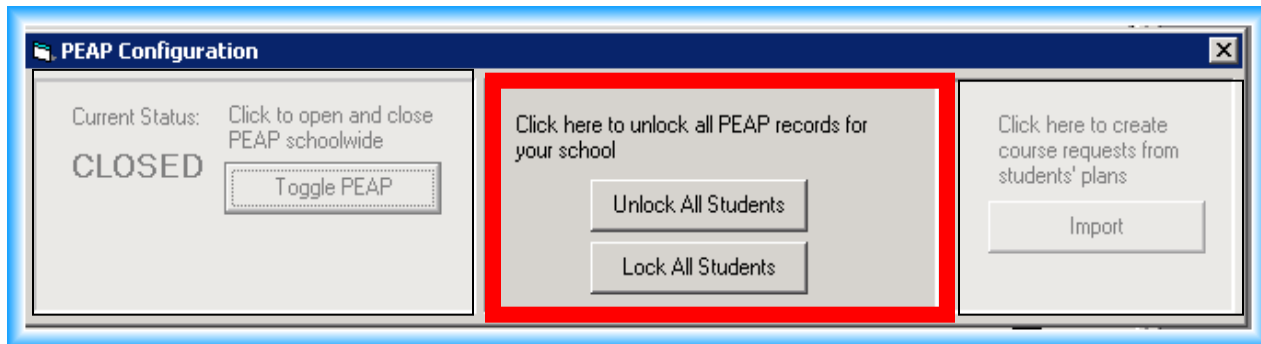 PEAP Configuration
Current Status:
CLOSED
Click to open and close
PEAP schoolwide
Toggle PEAP
Click here to unlock all PEAP records for
your school
Unlock All Students
Lock All Students
Click here to create
course requests from
students' plans
Import